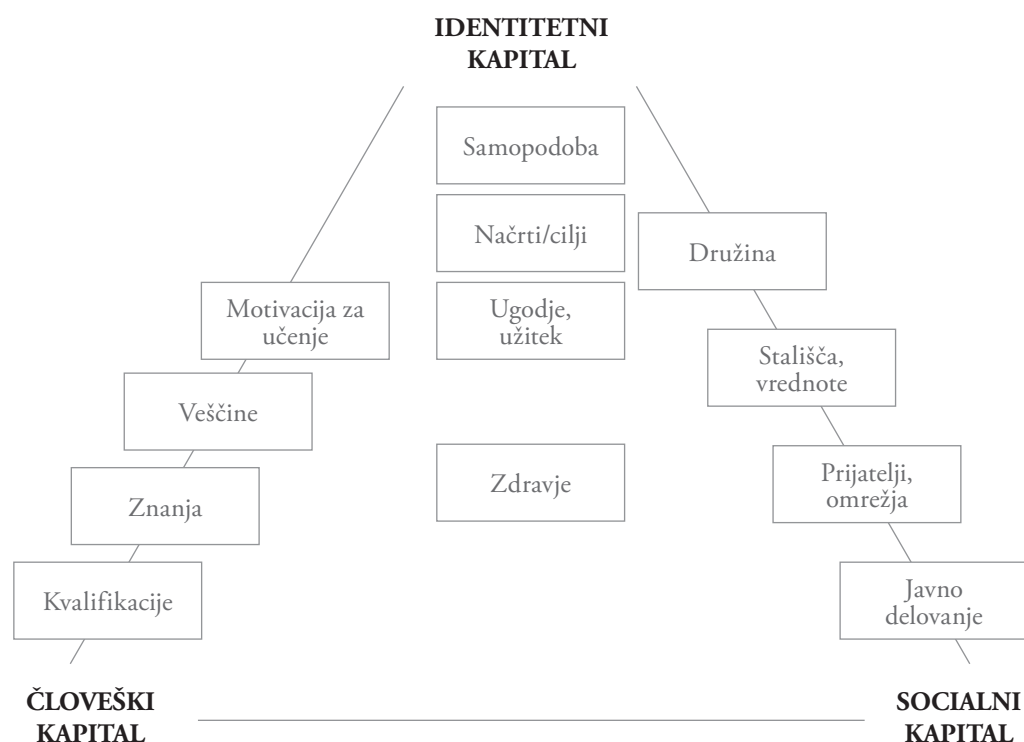 IDENTITETNI
KAPITAL
Samopodoba
Načrti/cilji
Družina
Motivacija za
učenje
Ugodje,
užitek
Stališča,
vrednote
Veščine
Zdravje
Prijatelji,
omrežja
Znanja
Kvalifikacije
Javno
delovanje
ČLOVEŠKI
KAPITAL
SOCIALNI
KAPITAL